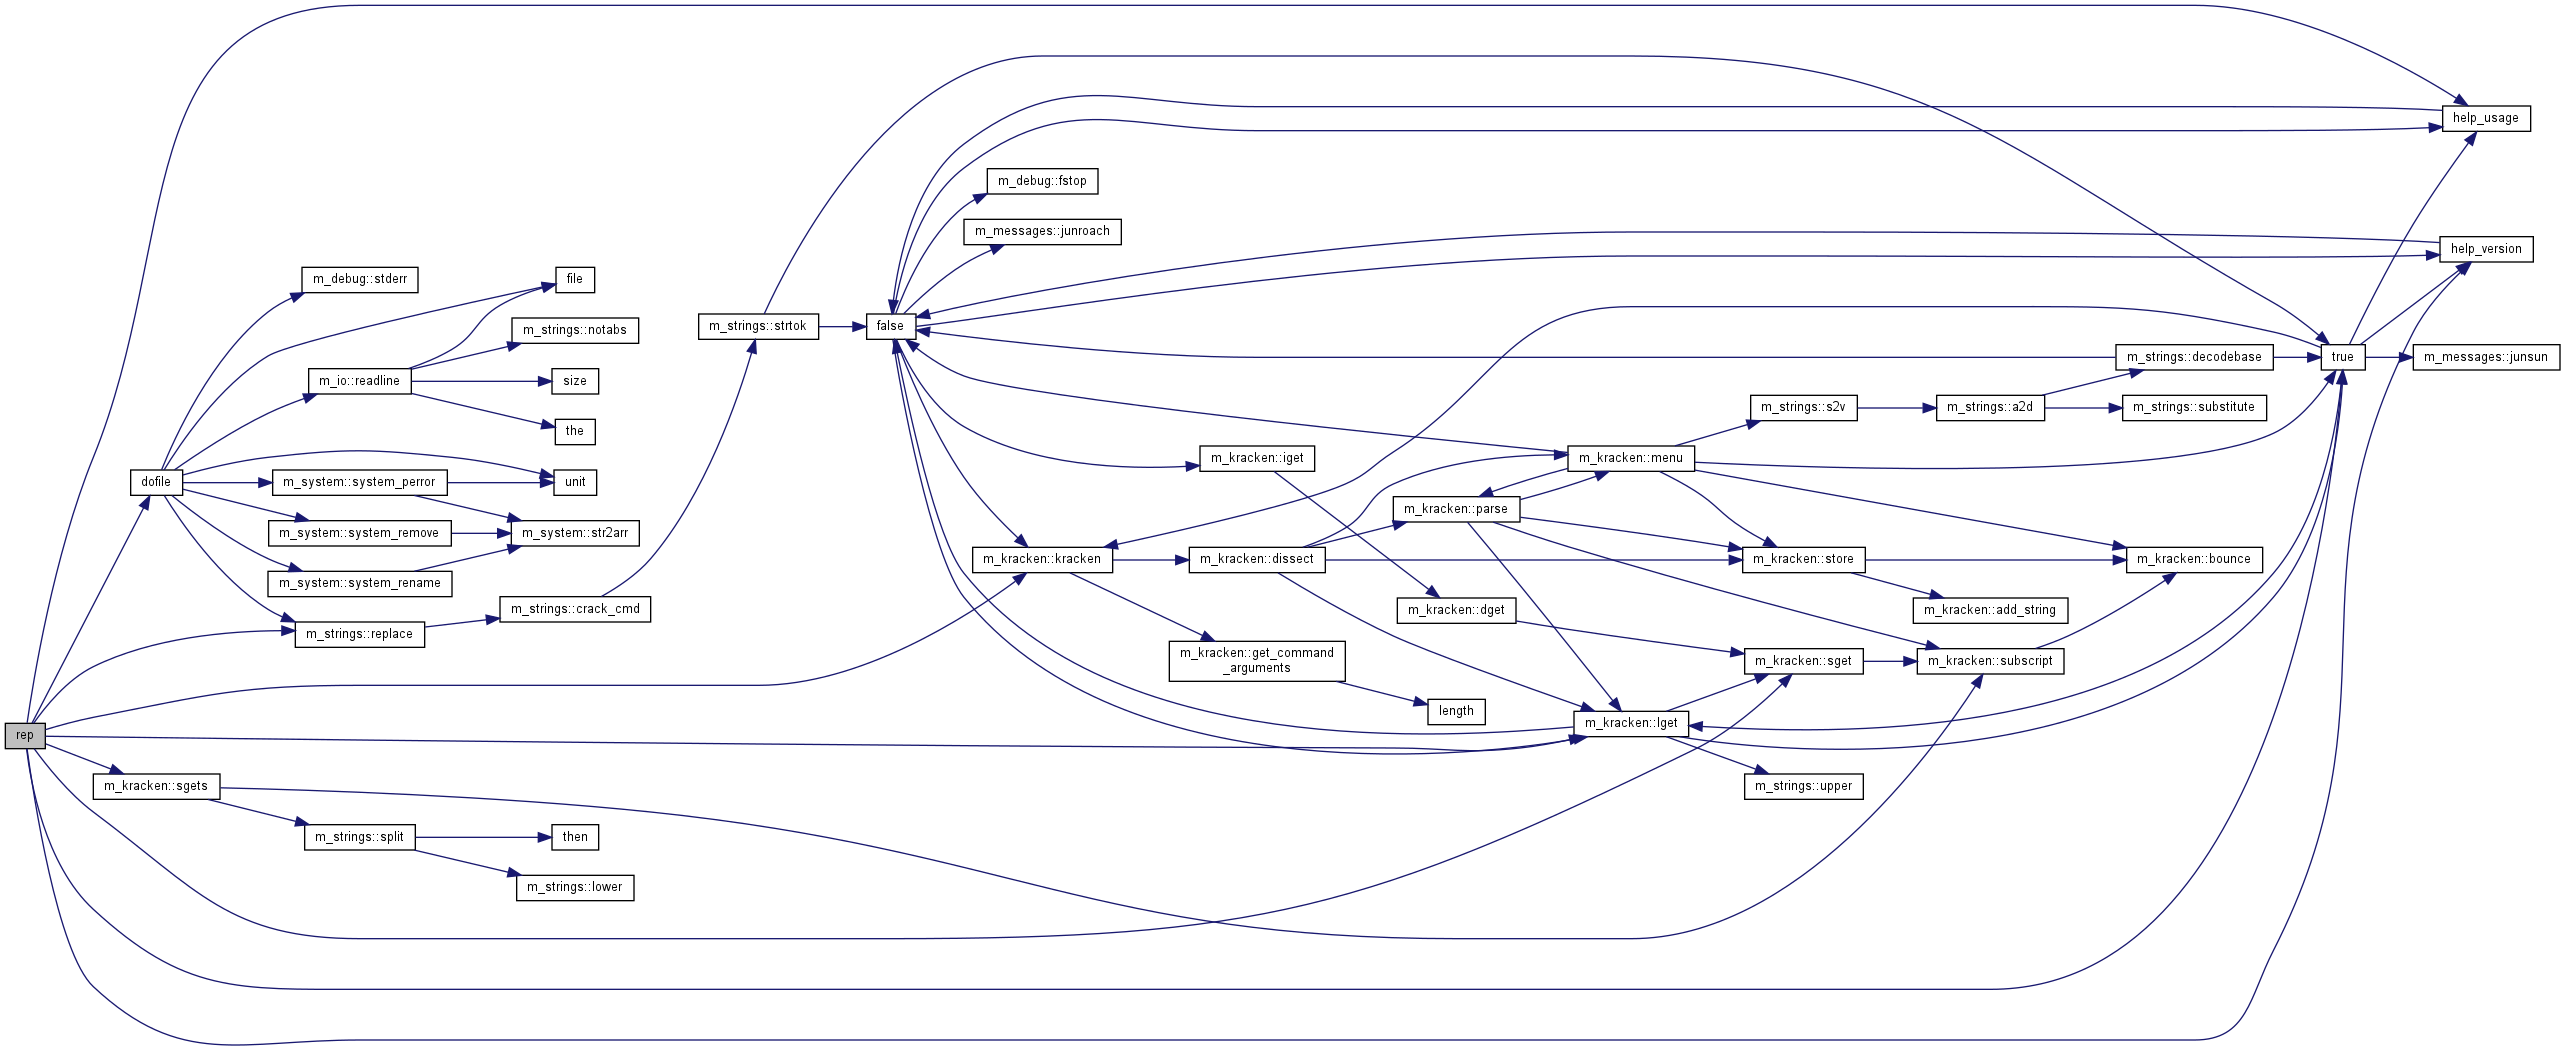 help_usage
m_debug::fstop
m_messages::junroach
help_version
m_debug::stderr
file
m_strings::notabs
m_strings::strtok
false
m_strings::decodebase
true
m_messages::junsun
m_io::readline
size
m_strings::s2v
m_strings::a2d
m_strings::substitute
the
m_kracken::iget
m_kracken::menu
dofile
m_system::system_perror
unit
m_kracken::parse
m_system::system_remove
m_system::str2arr
m_kracken::kracken
m_kracken::dissect
m_kracken::store
m_kracken::bounce
m_system::system_rename
m_strings::crack_cmd
m_kracken::dget
m_kracken::add_string
m_strings::replace
m_kracken::get_command
_arguments
m_kracken::sget
m_kracken::subscript
length
m_kracken::lget
rep
m_kracken::sgets
m_strings::upper
m_strings::split
then
m_strings::lower